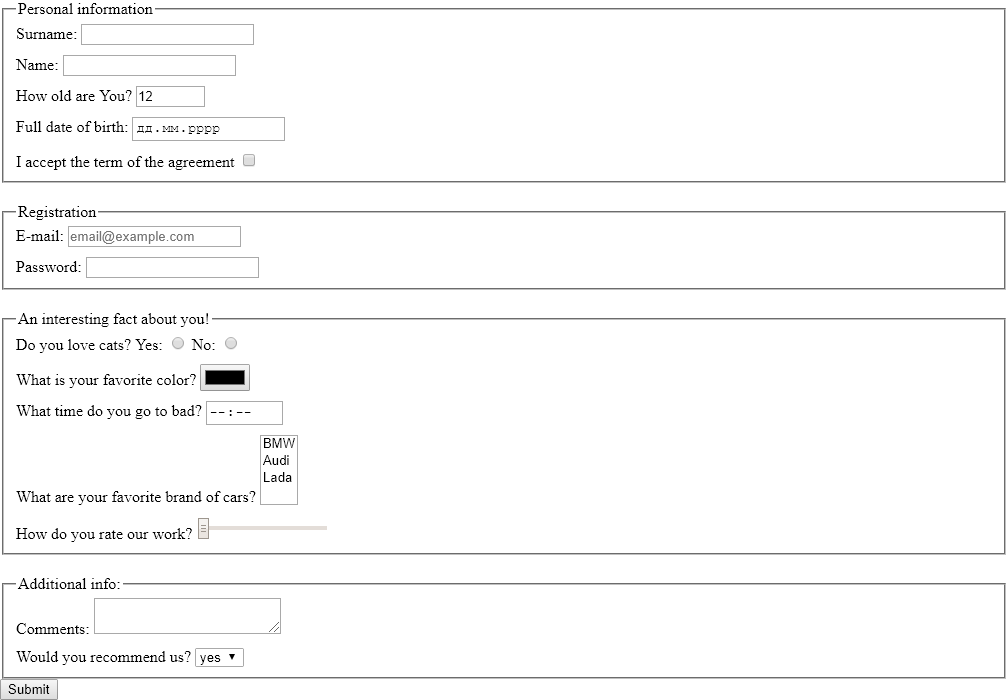 Personal information
Surname:
Name:
How old are You? 12
Full date of birth: дд.мм.рррр
I accept the term of the agreement
Registration
E-mail: email@example.com
Password:
An interesting fact about you!
Do you love cats? Yes: No:
What is your favorite color?
What time do you go to bad? --:--
BMW
Audi
Lada
What are your favorite brand of cars?
How do you rate our work?
Additional info:
Comments:
Would you recommend us? yes
Submit